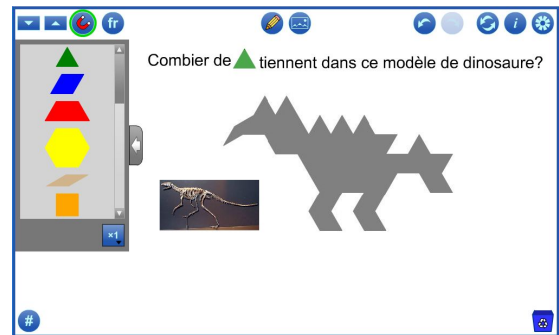 fr
i
Combier de tiennent dans ce modèle de dinosaure?
×1
#